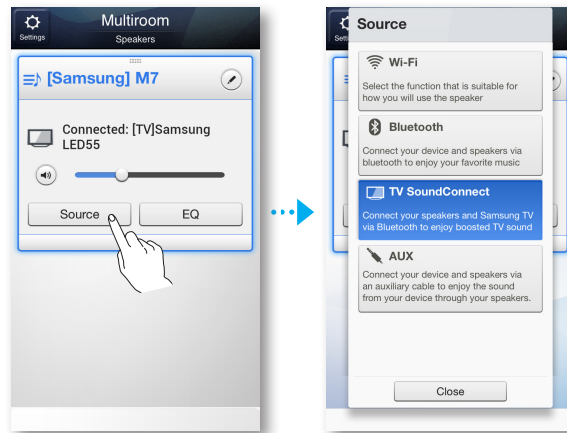 Multiroom
Settings
Speakers
[Samsung] M7
Connected: [TV]Samsung
LED55
Source
EQ
Setti
Source
Wi-Fi
Select the function that is suitable for
how you will use the speaker
Bluetooth
Connect your device and speakers via
bluetooth to enjoy your favorite music
TV SoundConnect
Connect your speakers and Samsung TV
via Bluetooth to enjoy boosted TV sound
AUX
Connect your device and speakers via
an auxiliary cable to enjoy the sound
from your device through your speakers.
Close